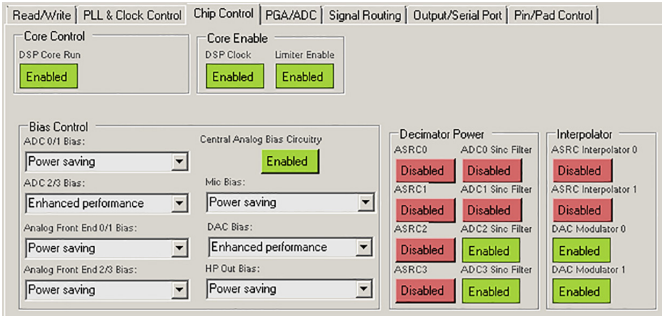 Read/Write PLL & Clock Control Chip Control PGA/ADC Signal Routing Output/Serial Port Pin/Pad Control
Core Control
DSP Core Run
Enabled
Core Enable
DSP Clock Limiter Enable
Enabled Enabled
Bias Control
ADC 0/1 Bias:
Power saving
ADC 2/3 Bias:
Enhanced performance
Analog Front End 0/1 Bias:
Power saving
Analog Front End 2/3 Bias:
Power saving
Central Analog Bias Circuitry
Enabled
Mic Bias:
Power saving
DAC Bias:
Enhanced performance
HP Out Bias:
Power saving
Decimator Power
ASRC0 ADC0 Sinc Filter
Disabled Disabled
ASRC1 ADC1 Sinc Filter
Disabled Disabled
ASRC2 ADC2 Sinc Filter
Disabled Enabled
ASRC3 ADC3 Sinc Filter
Disabled Enabled
Interpolator
ASRC Interpolator 0
Disabled
ASRC Interpolator 1
Disabled
DAC Modulator 0
Enabled
DAC Modulator 1
Enabled